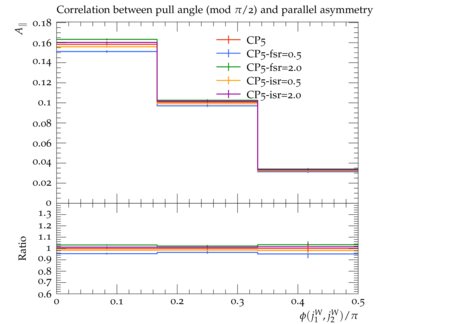 Correlation between pull angle (mod π/2) and parallel asymmetry
A∥
0.18
0.16
0.14
0.12
0.1
0.08
0.06
0.04
0.02
0
CP5
CP5-fsr=0.5
CP5-fsr=2.0
CP5-isr=0.5
CP5-isr=2.0
Ratio
1.3
1.2
1.1
1
0.9
0.8
0.7
0.6
0 0.1 0.2 0.3 0.4 0.5
ϕ(j₁ᵂ, j₂ᵂ)/π